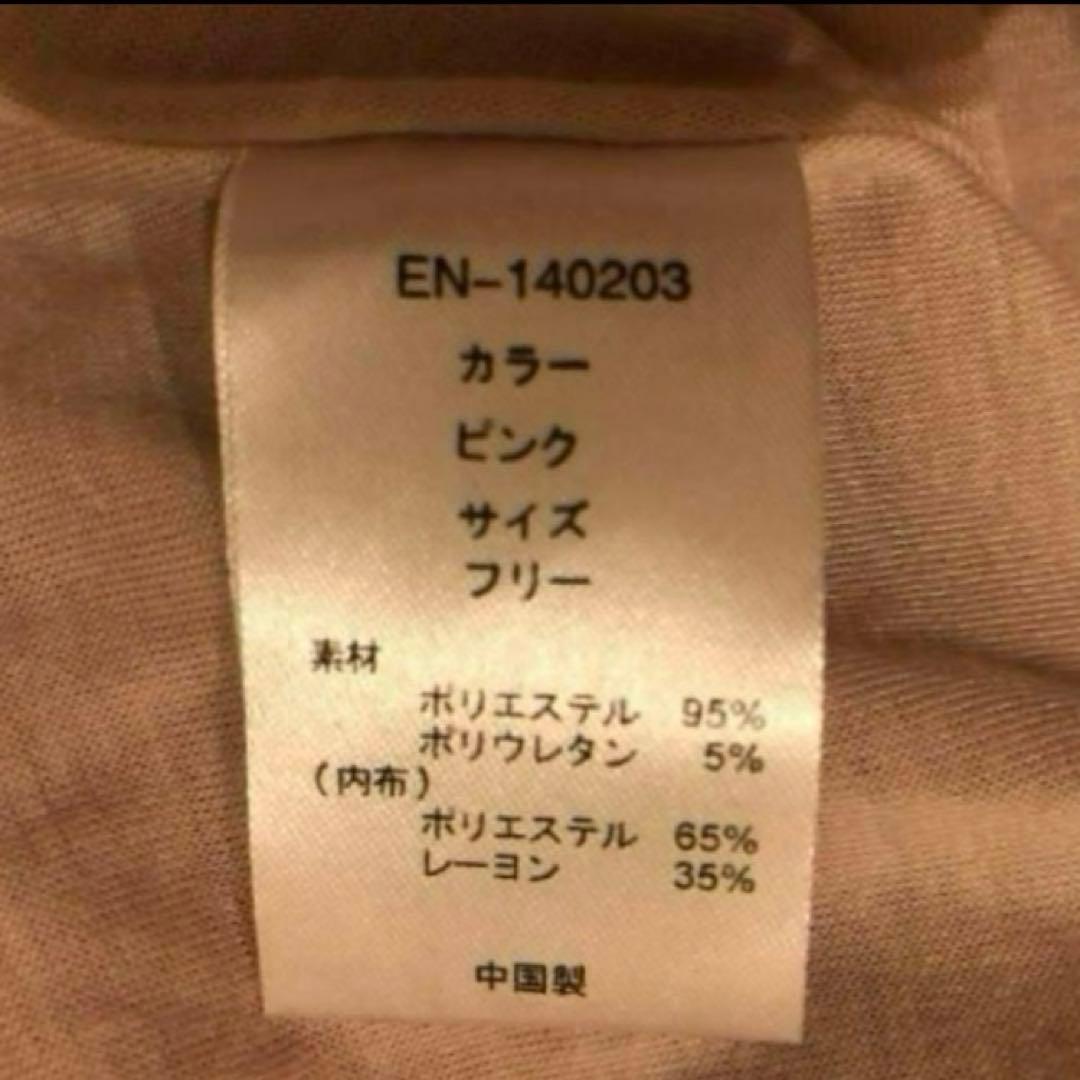 EN-140203
カラー
ピンク
サイズ
フリー
素材
ポリエステル 95%
ポリウレタン 5%
(内布)
ポリエステル 65%
レーヨン 35%
中国製